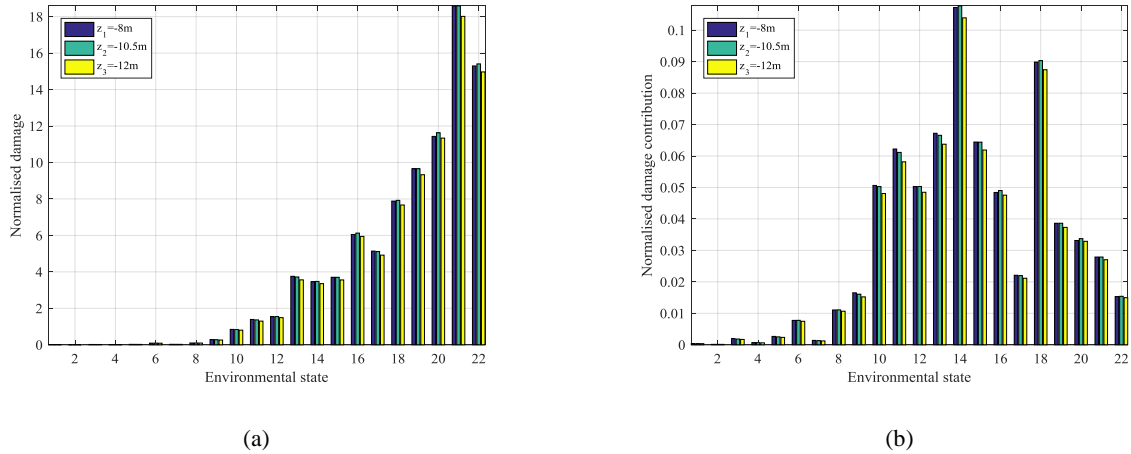 18
16
14
12
10
8
6
4
2
0
Normalised damage
z1=-8m
z2=-10.5m
z3=-12m
2 4 6 8 10 12 14 16 18 20 22
Environmental state
(a)
0.1
0.09
0.08
0.07
0.06
0.05
0.04
0.03
0.02
0.01
0
Normalised damage contribution
z1=-8m
z2=-10.5m
z3=-12m
2 4 6 8 10 12 14 16 18 20 22
Environmental state
(b)